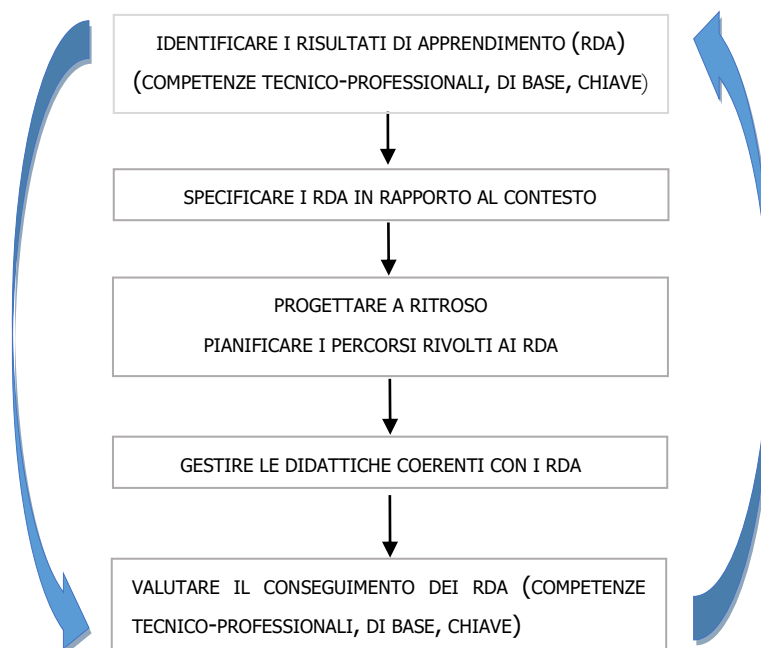 IDENTIFICARE I RISULTATI DI APPRENDIMENTO (RDA)
(COMPETENZE TECNICO-PROFESSIONALI, DI BASE, CHIAVE)
SPECIFICARE I RDA IN RAPPORTO AL CONTESTO
PROGETTARE A RITROSO
PIANIFICARE I PERCORSI RIVOLTI AI RDA
GESTIRE LE DIDATTICHE COERENTI CON I RDA
VALUTARE IL CONSEGUIMENTO DEI RDA (COMPETENZE
TECNICO-PROFESSIONALI, DI BASE, CHIAVE)